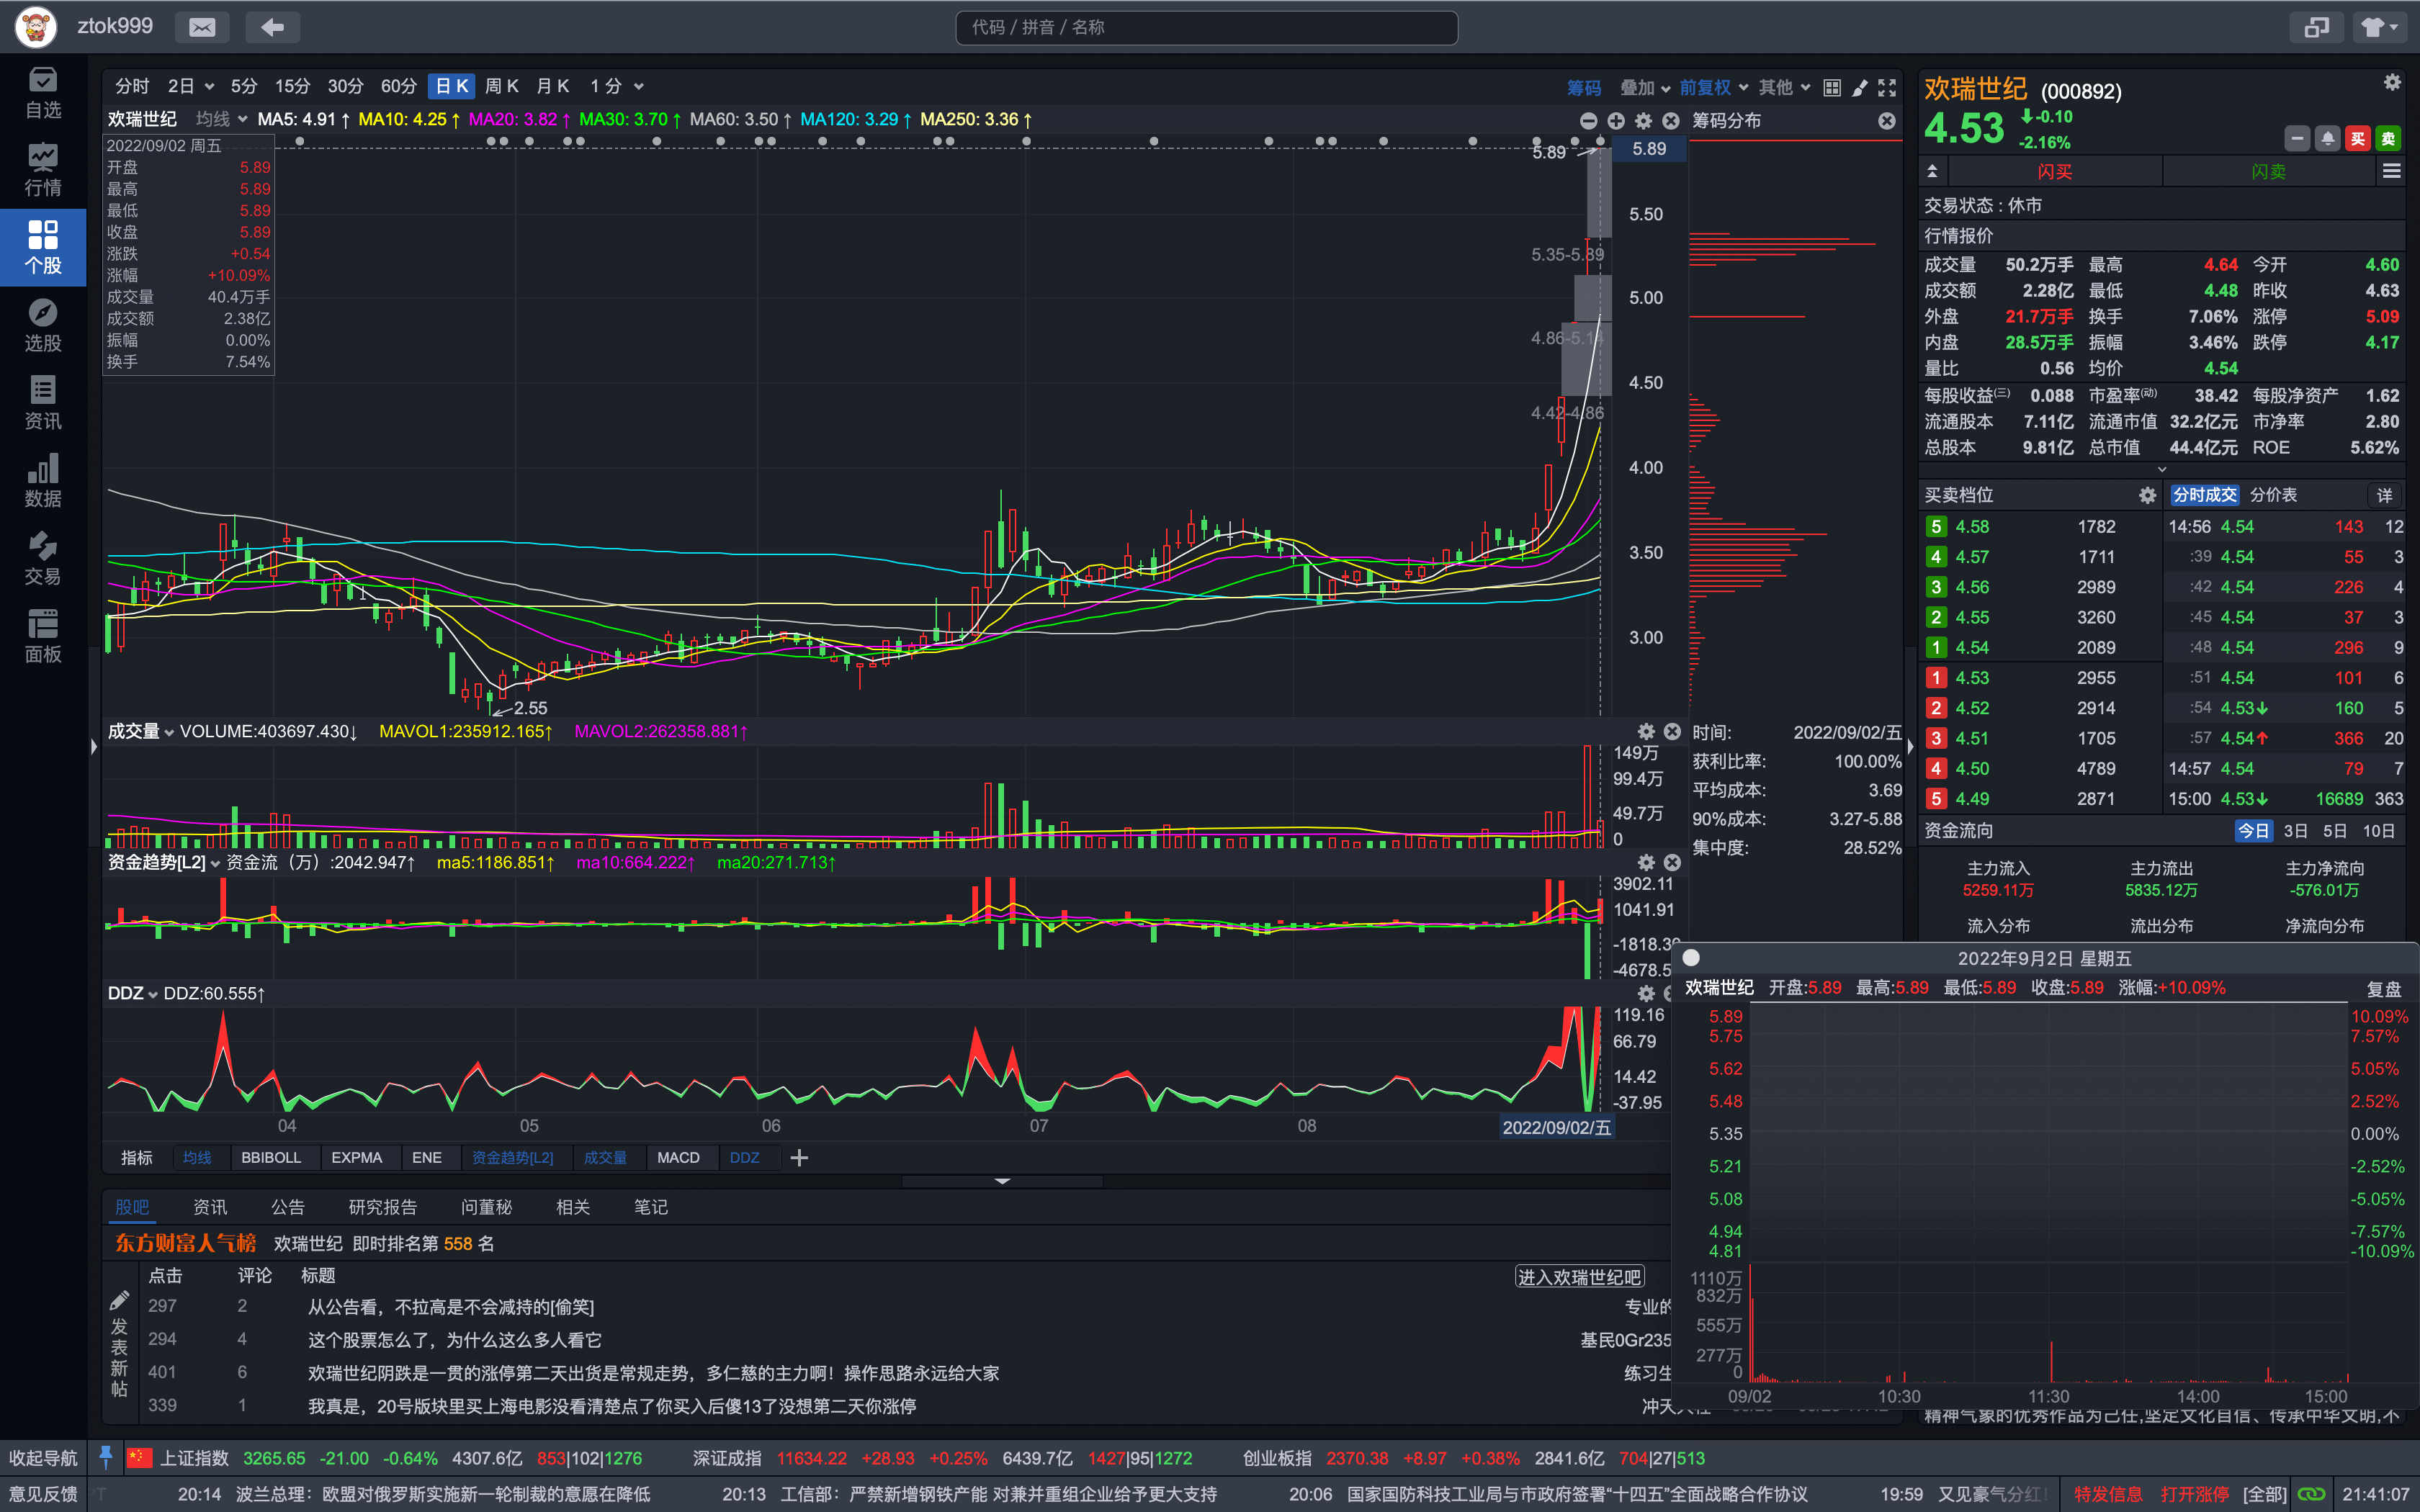 ztok999
代码 / 拼音 / 名称
自选
行情
个股
选股
资讯
数据
交易
面板
分时 2日 5分 15分 30分 60分 日K 周K 月K 1分
筹码 叠加 前复权 其他
欢瑞世纪 均线 MA5: 4.91↑ MA10: 4.25↑ MA20: 3.82↑ MA30: 3.70↑ MA60: 3.50↑ MA120: 3.29↑ MA250: 3.36↑
筹码分布
2022/09/02 周五
开盘 5.89
最高 5.89
最低 5.89
收盘 5.89
涨跌 +0.54
涨幅 +10.09%
成交量 40.4万手
成交额 2.38亿
振幅 0.00%
换手 7.54%
5.89
5.35-5.89
4.86-5.14
4.42-4.86
2.55
5.89
5.50
5.00
4.50
4.00
3.50
3.00
成交量 VOLUME:403697.430↓ MAVOL1:235912.165↑ MAVOL2:262358.881↑
149万
99.4万
49.7万
0
资金趋势[L2] 资金流（万）:2042.947↑ ma5:1186.851↑ ma10:664.222↑ ma20:271.713↑
3902.11
1041.91
-1818.30
-4678.5
DDZ DDZ:60.555↑
119.16
66.79
14.42
-37.95
04 05 06 07 08 2022/09/02/五
指标 均线 BBIBOLL EXPMA ENE 资金趋势[L2] 成交量 MACD DDZ
时间: 2022/09/02/五
获利比率: 100.00%
平均成本: 3.69
90%成本: 3.27-5.88
集中度: 28.52%
股吧 资讯 公告 研究报告 问董秘 相关 笔记
东方财富人气榜 欢瑞世纪 即时排名第 558 名
点击 评论 标题 进入欢瑞世纪吧
发表新帖
297 2 从公告看，不拉高是不会减持的[偷笑] 专业的
294 4 这个股票怎么了，为什么这么多人看它 基民0Gr235
401 6 欢瑞世纪阴跌是一贯的涨停第二天出货是常规走势，多仁慈的主力啊！操作思路永远给大家 练习生
339 1 我真是，20号版块里买上海电影没看清楚点了你买入后傻13了没想第二天你涨停
欢瑞世纪 (000892)
4.53 -0.10
-2.16%
买 卖
闪买 闪卖
交易状态 : 休市
行情报价
成交量 50.2万手 最高 4.64 今开 4.60
成交额 2.28亿 最低 4.48 昨收 4.63
外盘 21.7万手 换手 7.06% 涨停 5.09
内盘 28.5万手 振幅 3.46% 跌停 4.17
量比 0.56 均价 4.54
每股收益(三) 0.088 市盈率(动) 38.42 每股净资产 1.62
流通股本 7.11亿 流通市值 32.2亿元 市净率 2.80
总股本 9.81亿 总市值 44.4亿元 ROE 5.62%
买卖档位 分时成交 分价表 详
5 4.58 1782 14:56 4.54 143 12
4 4.57 1711 :39 4.54 55 3
3 4.56 2989 :42 4.54 226 4
2 4.55 3260 :45 4.54 37 3
1 4.54 2089 :48 4.54 296 9
1 4.53 2955 :51 4.54 101 6
2 4.52 2914 :54 4.53↓ 160 5
3 4.51 1705 :57 4.54↑ 366 20
4 4.50 4789 14:57 4.54 79 7
5 4.49 2871 15:00 4.53↓ 16689 363
资金流向 今日 3日 5日 10日
主力流入 主力流出 主力净流向
5259.11万 5835.12万 -576.01万
流入分布 流出分布 净流向分布
2022年9月2日 星期五
欢瑞世纪 开盘:5.89 最高:5.89 最低:5.89 收盘:5.89 涨幅:+10.09% 复盘
5.89 10.09%
5.75 7.57%
5.62 5.05%
5.48 2.52%
5.35 0.00%
5.21 -2.52%
5.08 -5.05%
4.94 -7.57%
4.81 -10.09%
1110万
832万
555万
277万
0
09/02 10:30 11:30 14:00 15:00
精神气象的优秀作品为己任,坚定文化自信、传承中华文明,不
收起导航 上证指数 3265.65 -21.00 -0.64% 4307.6亿 853|102|1276 深证成指 11634.22 +28.93 +0.25% 6439.7亿 1427|95|1272 创业板指 2370.38 +8.97 +0.38% 2841.6亿 704|27|513
意见反馈 20:14 波兰总理：欧盟对俄罗斯实施新一轮制裁的意愿在降低 20:13 工信部：严禁新增钢铁产能 对兼并重组企业给予更大支持 20:06 国家国防科技工业局与市政府签署“十四五”全面战略合作协议 19:59 又见豪气分红! 特发信息 打开涨停 [全部] 21:41:07